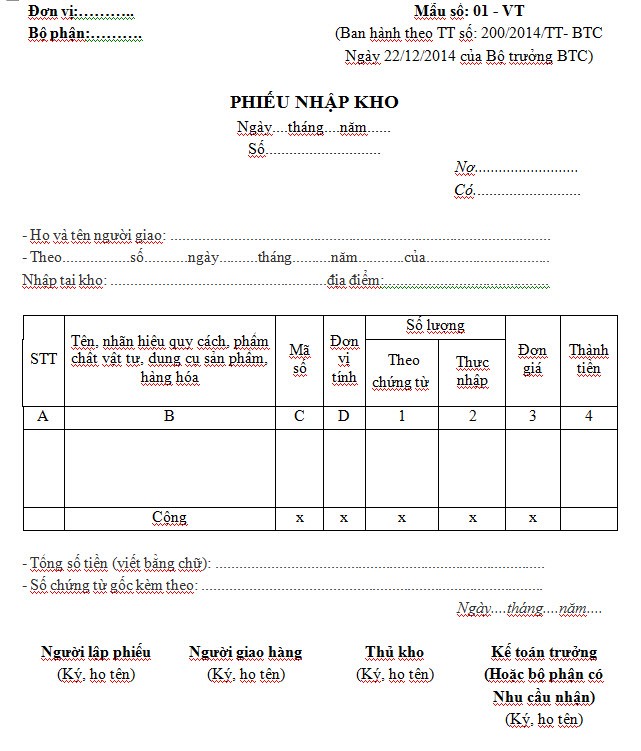 Đơn vị:………..
Mẫu số: 01 - VT
Bộ phận:……….
(Ban hành theo TT số: 200/2014/TT- BTC
Ngày 22/12/2014 của Bộ trưởng BTC)
PHIẾU NHẬP KHO
Ngày....tháng....năm......
Số..............................
Nợ..........................
Có...........................
- Họ và tên người giao: ..................................................................
- Theo..................số...........ngày..........tháng..........năm............của................................
Nhập tại kho: .........................................................địa điểm:............................................
STT
Tên, nhãn hiệu quy cách, phẩm chất vật tư, dụng cụ sản phẩm, hàng hóa
Mã số
Đơn vị tính
Số lượng
Theo chứng từ
Thực nhập
Đơn giá
Thành tiền
A B C D 1 2 3 4
Cộng x x x x x
- Tổng số tiền (viết bằng chữ): ..................................................................
- Số chứng từ gốc kèm theo: ..................................................................
Ngày....tháng....năm....
Người lập phiếu Người giao hàng Thủ kho Kế toán trưởng
(Ký, họ tên) (Ký, họ tên) (Ký, họ tên) (Hoặc bộ phận có
Nhu cầu nhận)
(Ký, họ tên)